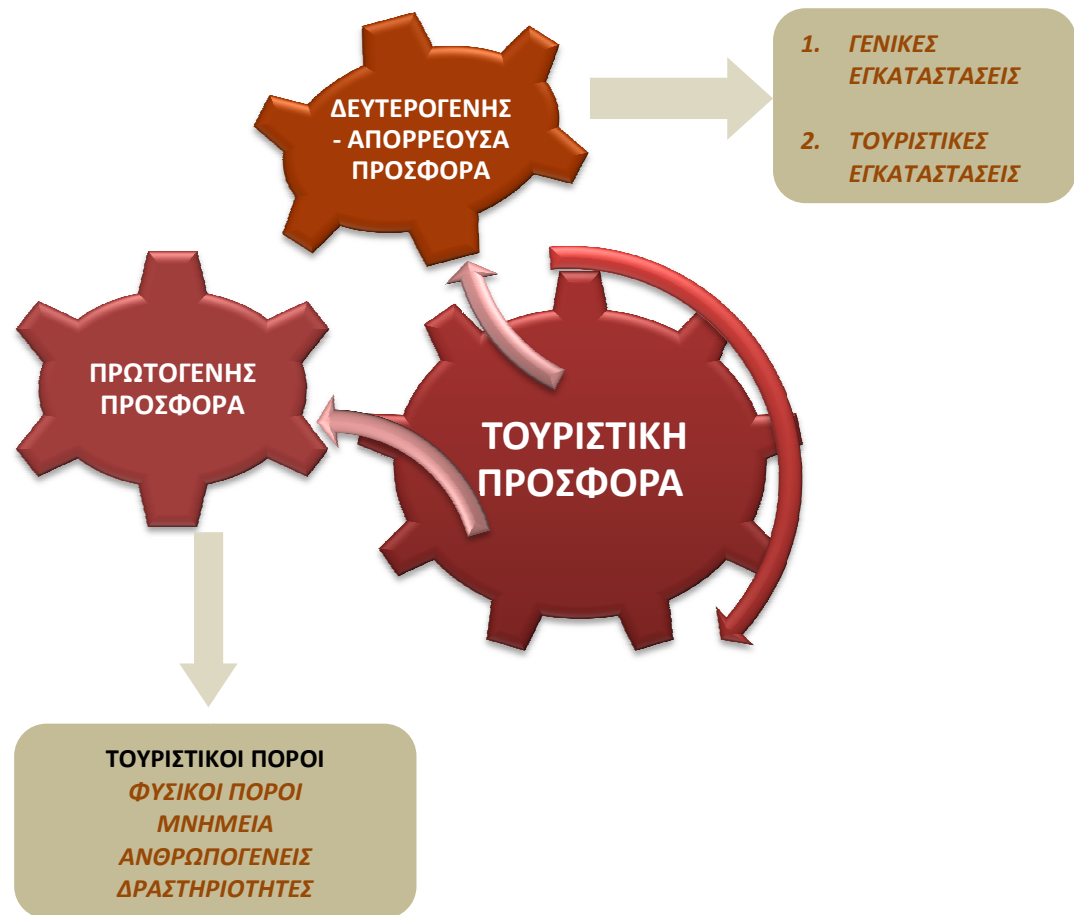 1. ΓΕΝΙΚΕΣ
ΕΓΚΑΤΑΣΤΑΣΕΙΣ
2. ΤΟΥΡΙΣΤΙΚΕΣ
ΕΓΚΑΤΑΣΤΑΣΕΙΣ
ΔΕΥΤΕΡΟΓΕΝΗΣ
- ΑΠΟΡΡΕΟΥΣΑ
ΠΡΟΣΦΟΡΑ
ΠΡΩΤΟΓΕΝΗΣ
ΠΡΟΣΦΟΡΑ
ΤΟΥΡΙΣΤΙΚΗ
ΠΡΟΣΦΟΡΑ
ΤΟΥΡΙΣΤΙΚΟΙ ΠΟΡΟΙ
ΦΥΣΙΚΟΙ ΠΟΡΟΙ
ΜΝΗΜΕΙΑ
ΑΝΘΡΩΠΟΓΕΝΕΙΣ
ΔΡΑΣΤΗΡΙΟΤΗΤΕΣ